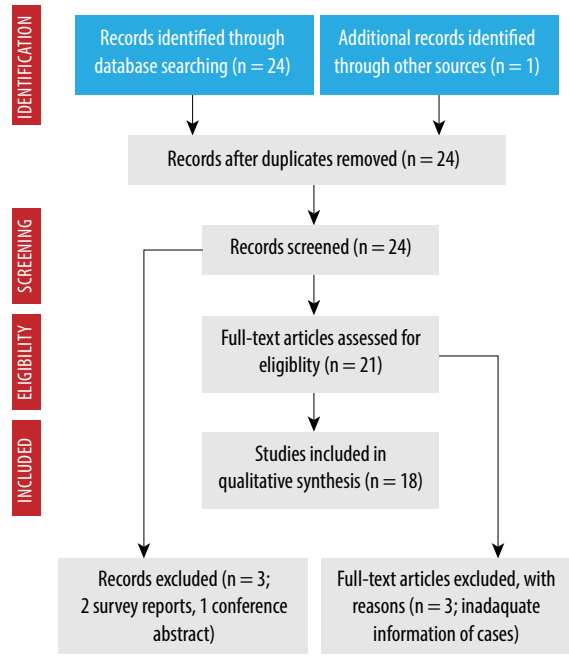 IDENTIFICATION
Records identified through
database searching (n = 24)
Additional records identified
through other sources (n = 1)
Records after duplicates removed (n = 24)
SCREENING
Records screened (n = 24)
ELIGIBILITY
Full-text articles assessed for
eligiblity (n = 21)
INCLUDED
Studies included in
qualitative synthesis (n = 18)
Records excluded (n = 3;
2 survey reports, 1 conference
abstract)
Full-text articles excluded, with
reasons (n = 3; inadaquate
information of cases)